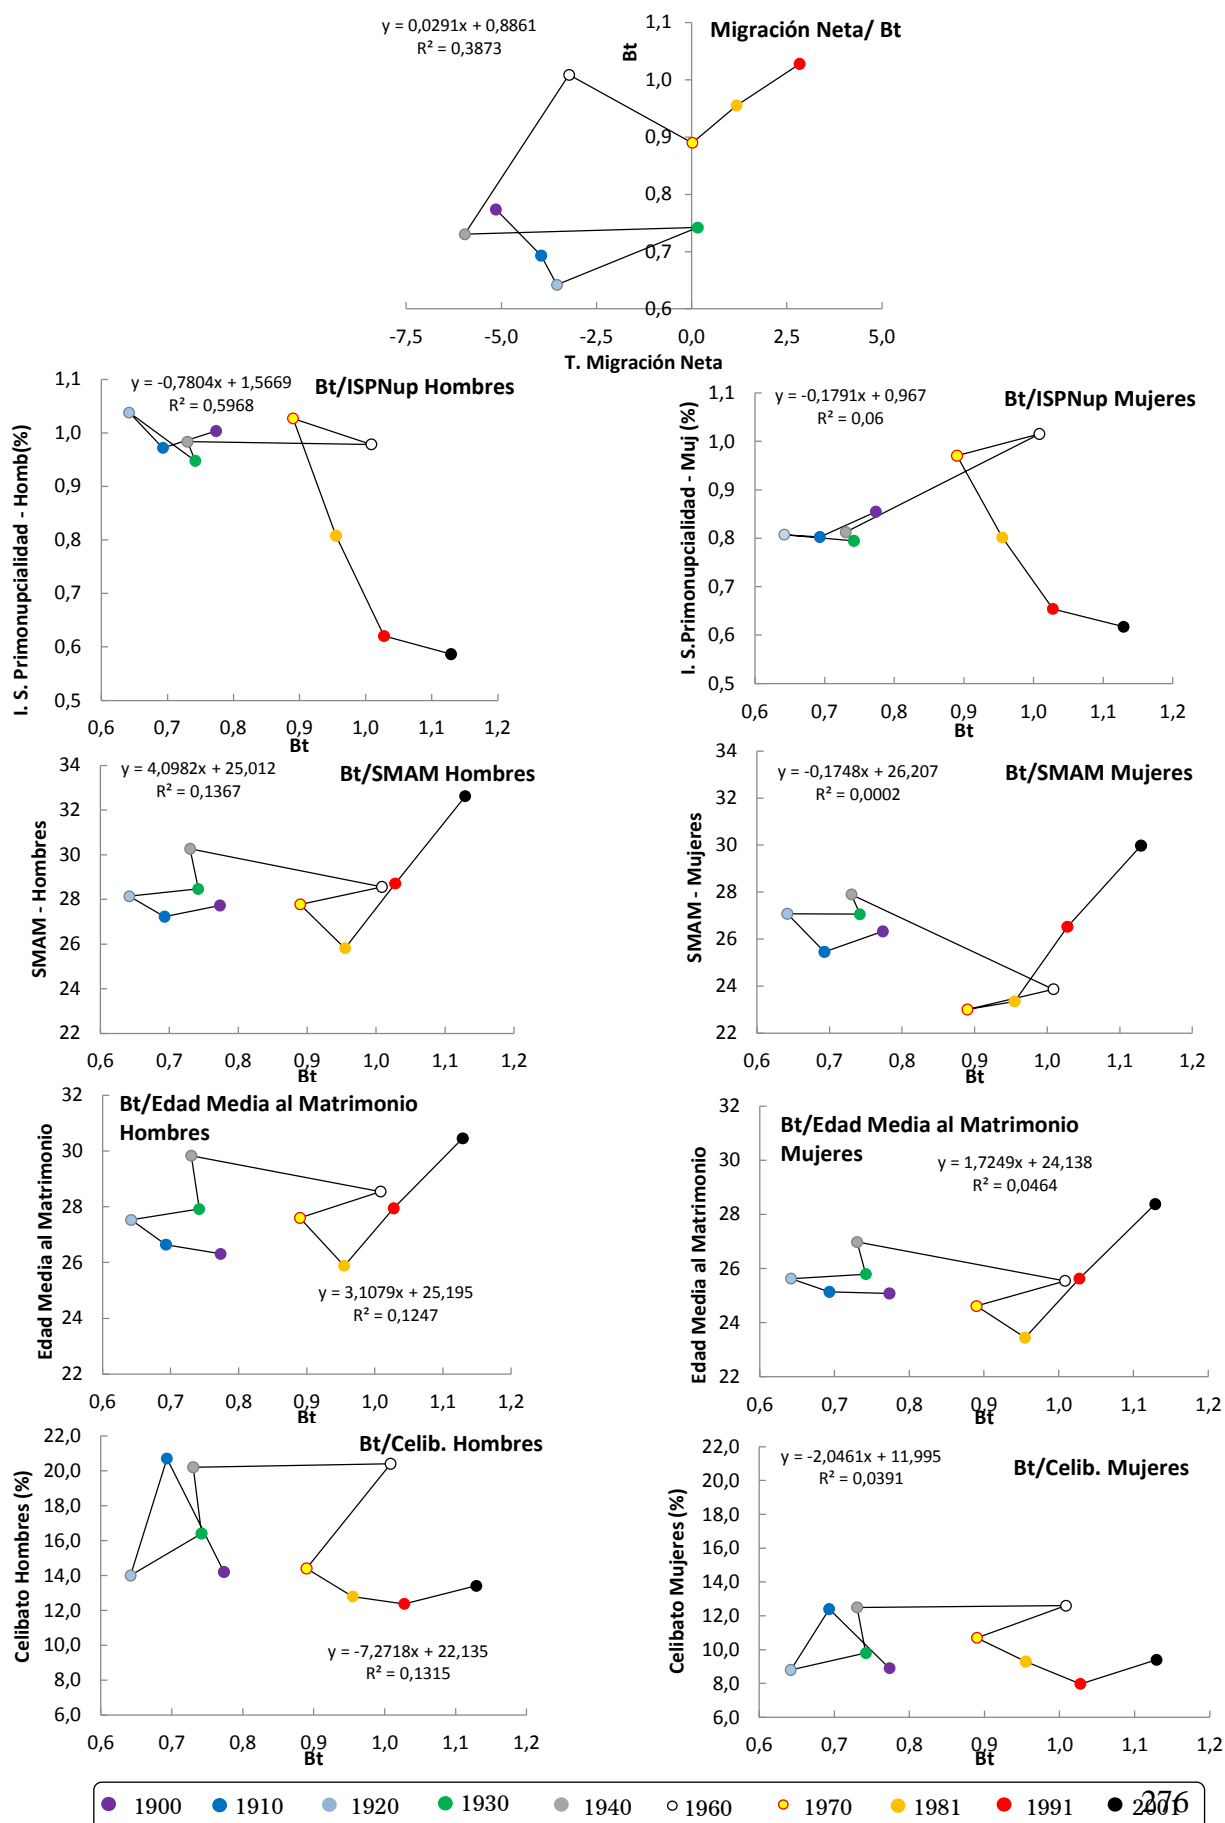 y = 0,0291x + 0,8861
R² = 0,3873
Migración Neta/ Bt
Bt
1,1
1,0
0,9
0,8
0,7
0,6
-7,5 -5,0 -2,5 0,0 2,5 5,0
T. Migración Neta
Bt/ISPNup Hombres
y = -0,7804x + 1,5669
R² = 0,5968
I. S. Primonupcialidad - Homb(%)
1,1
1,0
0,9
0,8
0,7
0,6
0,5
0,6 0,7 0,8 0,9 1,0 1,1 1,2
Bt
Bt/ISPNup Mujeres
y = -0,1791x + 0,967
R² = 0,06
I. S.Primonupcialidad - Muj (%)
1,1
1,0
0,9
0,8
0,7
0,6
0,5
0,6 0,7 0,8 0,9 1,0 1,1 1,2
Bt
Bt/SMAM Hombres
y = 4,0982x + 25,012
R² = 0,1367
SMAM - Hombres
34
32
30
28
26
24
22
0,6 0,7 0,8 0,9 1,0 1,1 1,2
Bt
Bt/SMAM Mujeres
y = -0,1748x + 26,207
R² = 0,0002
SMAM - Mujeres
34
32
30
28
26
24
22
0,6 0,7 0,8 0,9 1,0 1,1 1,2
Bt
Bt/Edad Media al Matrimonio
Hombres
y = 3,1079x + 25,195
R² = 0,1247
Edad Media al Matrimonio
32
30
28
26
24
22
0,6 0,7 0,8 0,9 1,0 1,1 1,2
Bt
Bt/Edad Media al Matrimonio
Mujeres
y = 1,7249x + 24,138
R² = 0,0464
Edad Media al Matrimonio
32
30
28
26
24
22
0,6 0,7 0,8 0,9 1,0 1,1 1,2
Bt
Bt/Celib. Hombres
y = -7,2718x + 22,135
R² = 0,1315
Celibato Hombres (%)
22,0
20,0
18,0
16,0
14,0
12,0
10,0
8,0
6,0
0,6 0,7 0,8 0,9 1,0 1,1 1,2
Bt
Bt/Celib. Mujeres
y = -2,0461x + 11,995
R² = 0,0391
Celibato Mujeres (%)
22,0
20,0
18,0
16,0
14,0
12,0
10,0
8,0
6,0
0,6 0,7 0,8 0,9 1,0 1,1 1,2
Bt
1900 1910 1920 1930 1940 1960 1970 1981 1991 2001
276